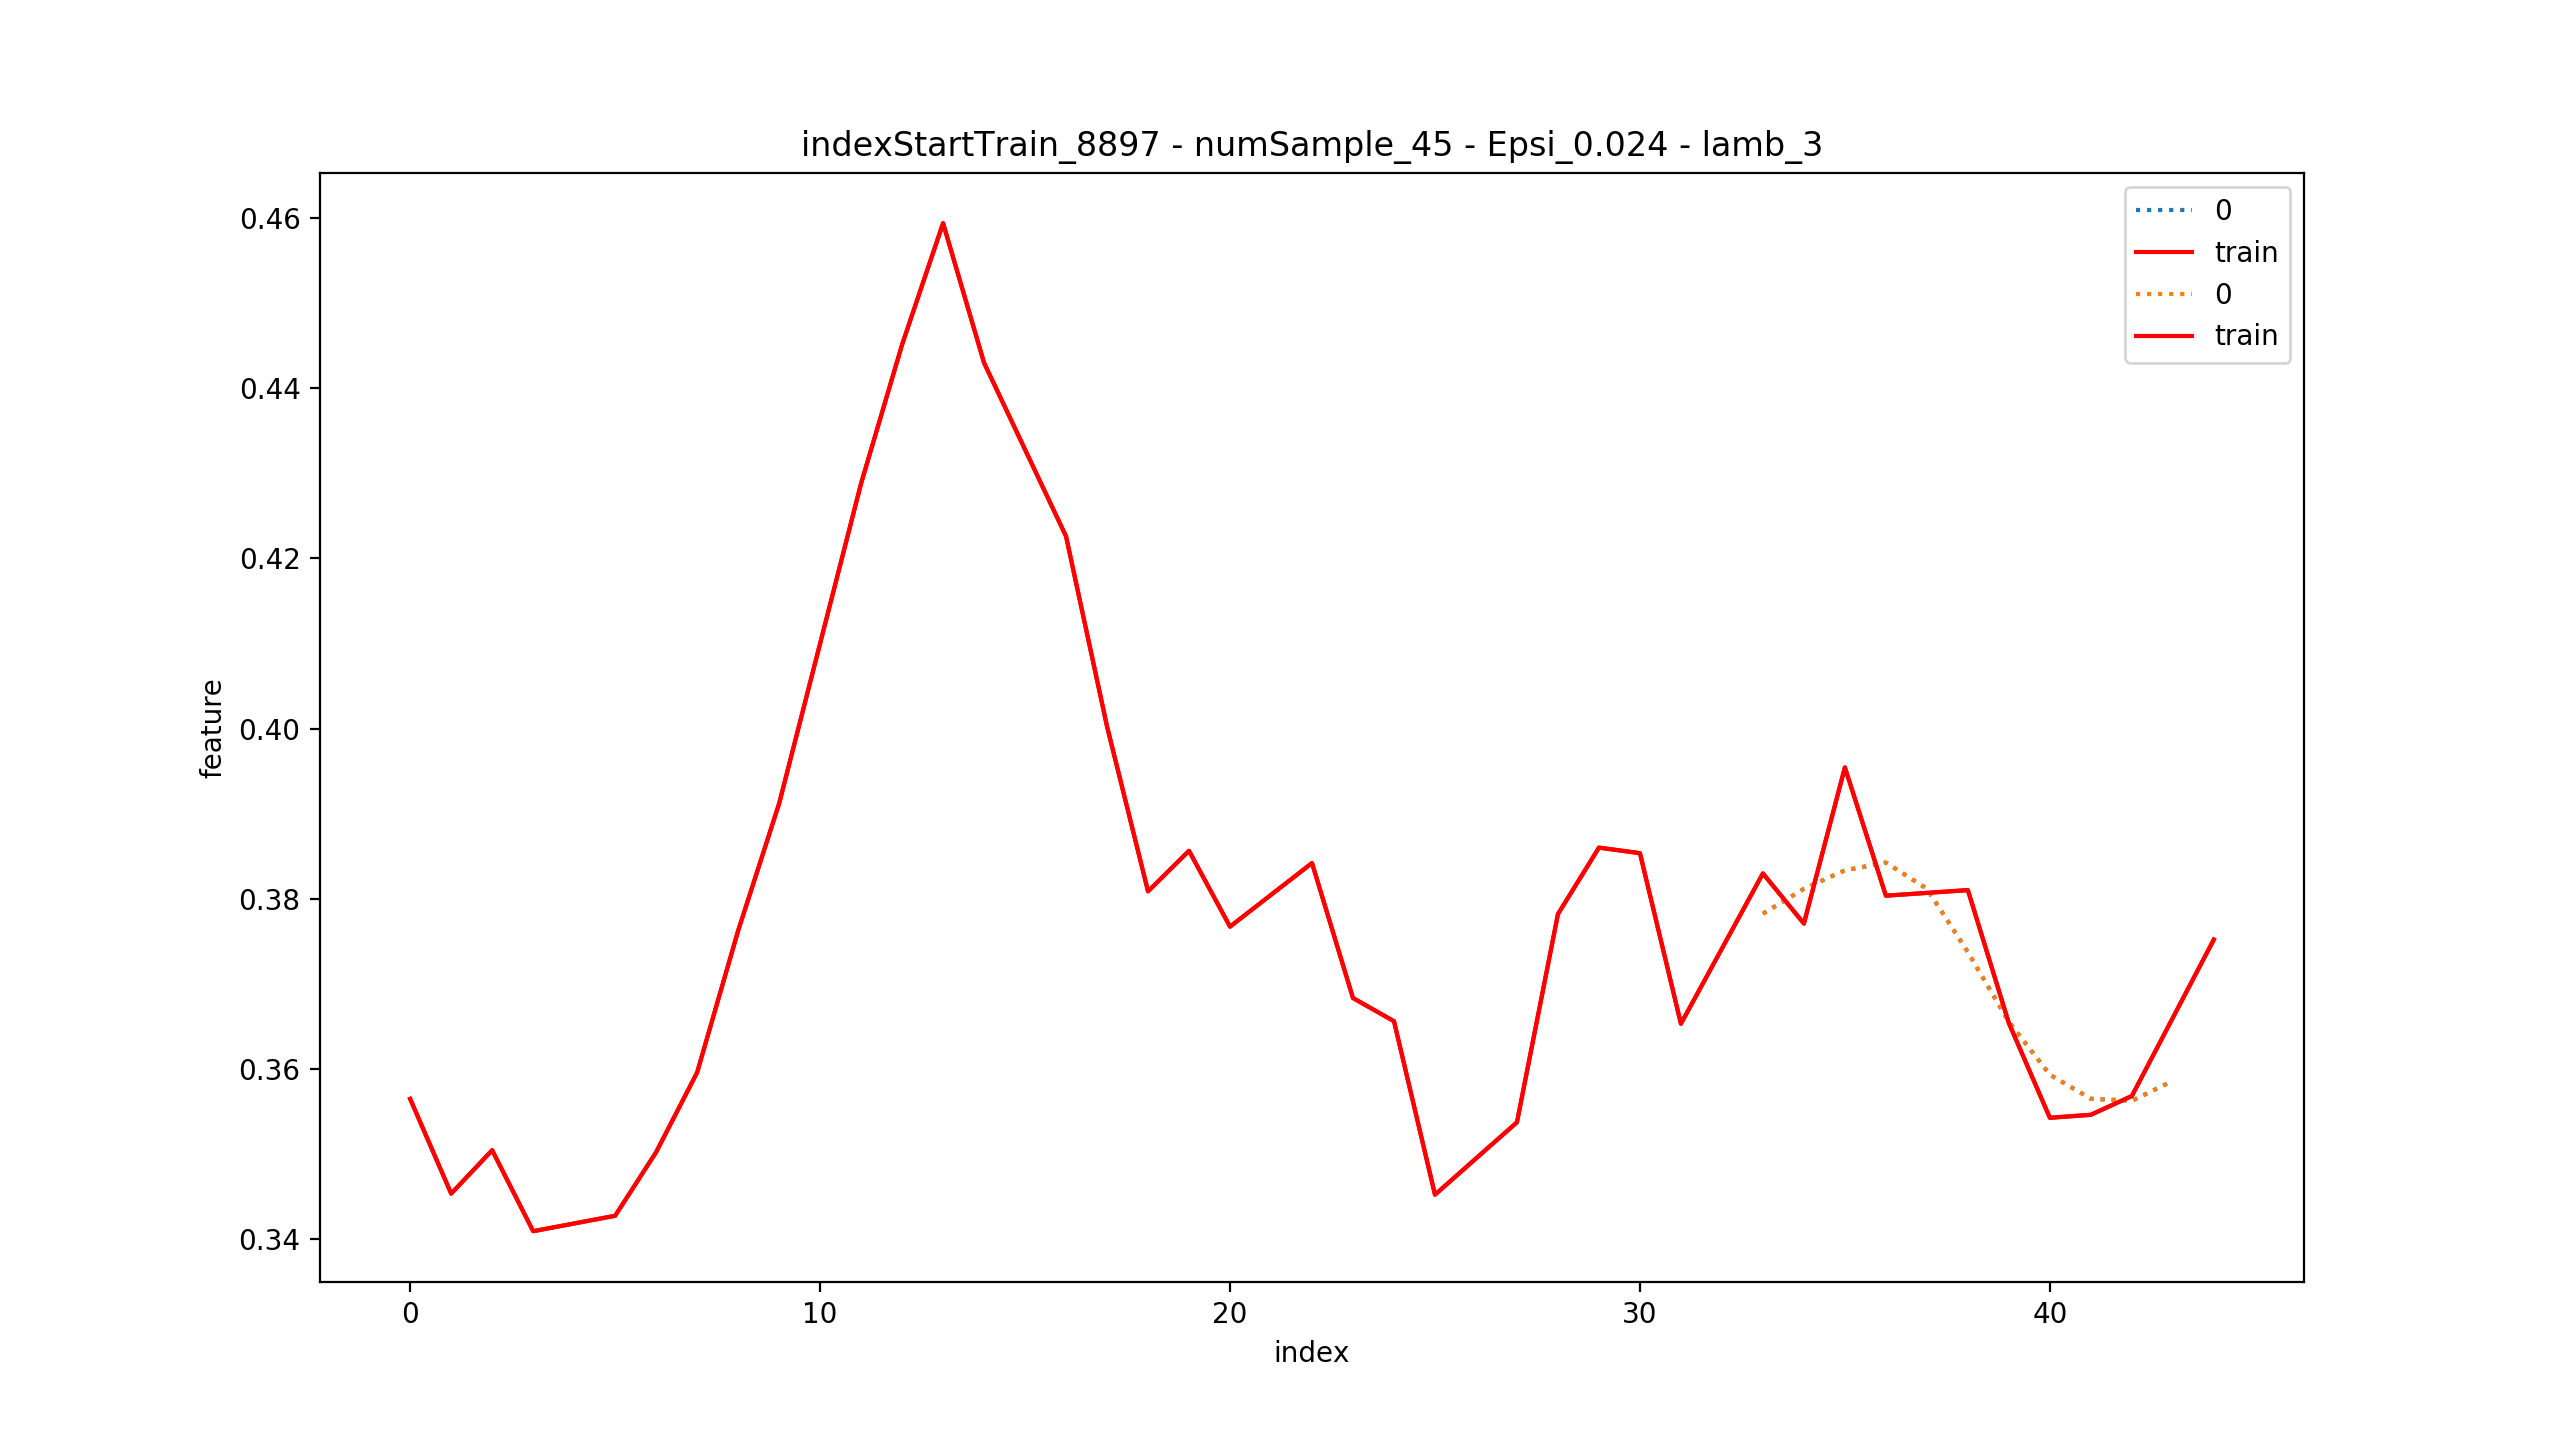 indexStartTrain_8897 - numSample_45 - Epsi_0.024 - lamb_3
0
train
0
train
0.46
0.44
0.42
0.40
0.38
0.36
0.34
feature
0 10 20 30 40
index